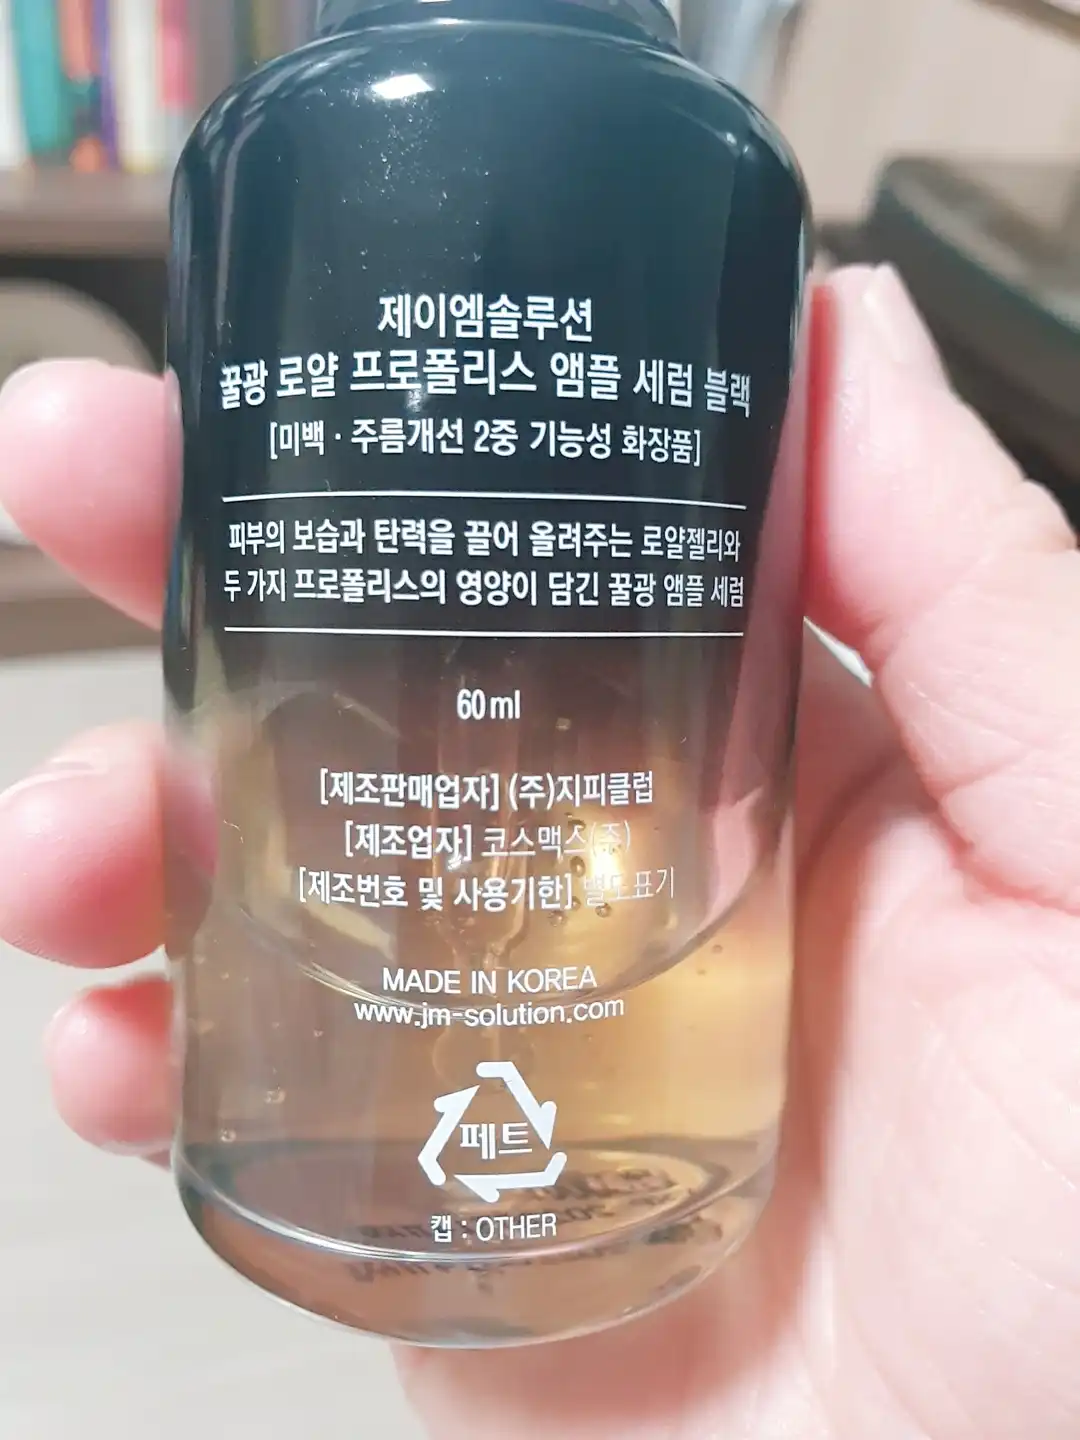 제이엠솔루션
꿀광 로얄 프로폴리스 앰플 세럼 블랙
[미백 · 주름개선 2중 기능성 화장품]
피부의 보습과 탄력을 끌어 올려주는 로얄젤리와
두 가지 프로폴리스의 영양이 담긴 꿀광 앰플 세럼
60ml
[제조판매업자] (주)지피클럽
[제조업자] 코스맥스(주)
[제조번호 및 사용기한] 별도표기
MADE IN KOREA
www.jm-solution.com
페트
캡 : OTHER